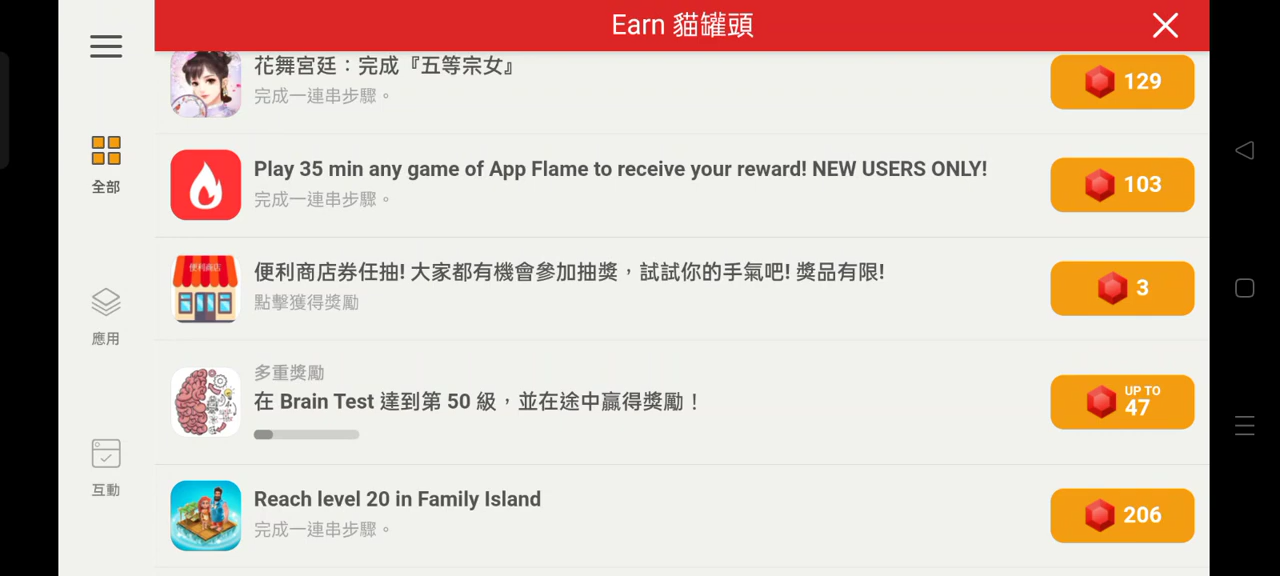 Earn 貓罐頭
全部
應用
互動
花舞宮廷：完成『五等宗女』
完成一連串步驟。
129
Play 35 min any game of App Flame to receive your reward! NEW USERS ONLY!
完成一連串步驟。
103
便利商店
便利商店券任抽! 大家都有機會參加抽獎，試試你的手氣吧! 獎品有限!
點擊獲得獎勵
3
多重獎勵
在 Brain Test 達到第 50 級，並在途中贏得獎勵！
UP TO
47
Reach level 20 in Family Island
完成一連串步驟。
206